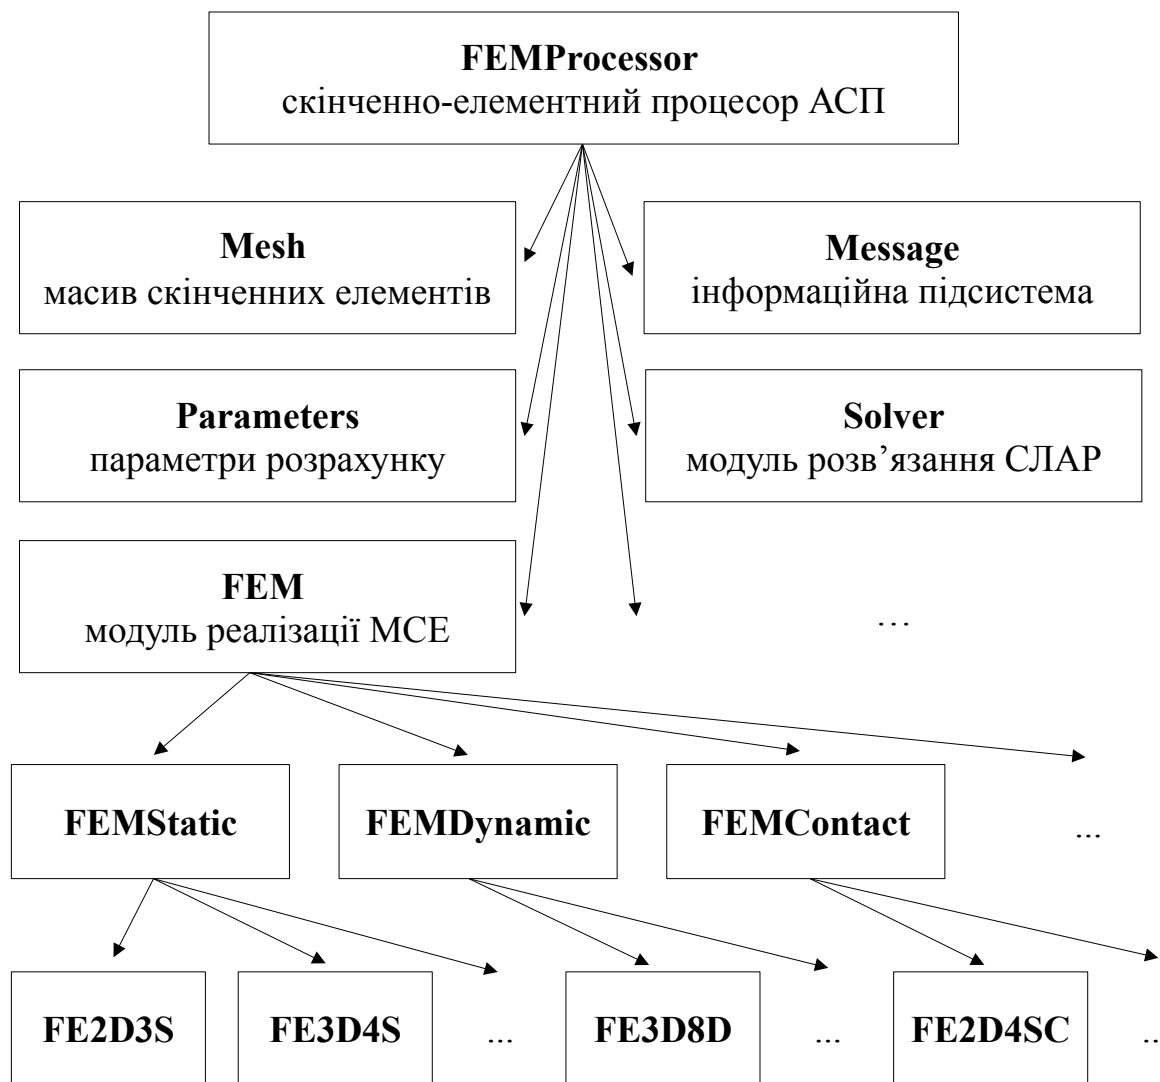 FEMProcessor
скінченно-елементний процесор АСП
Mesh
масив скінченних елементів
Message
інформаційна підсистема
Parameters
параметри розрахунку
Solver
модуль розв’язання СЛАР
FEM
модуль реалізації МСЕ
...
FEMStatic
FEMDynamic
FEMContact
...
FE2D3S
FE3D4S
...
FE3D8D
...
FE2D4SC
..